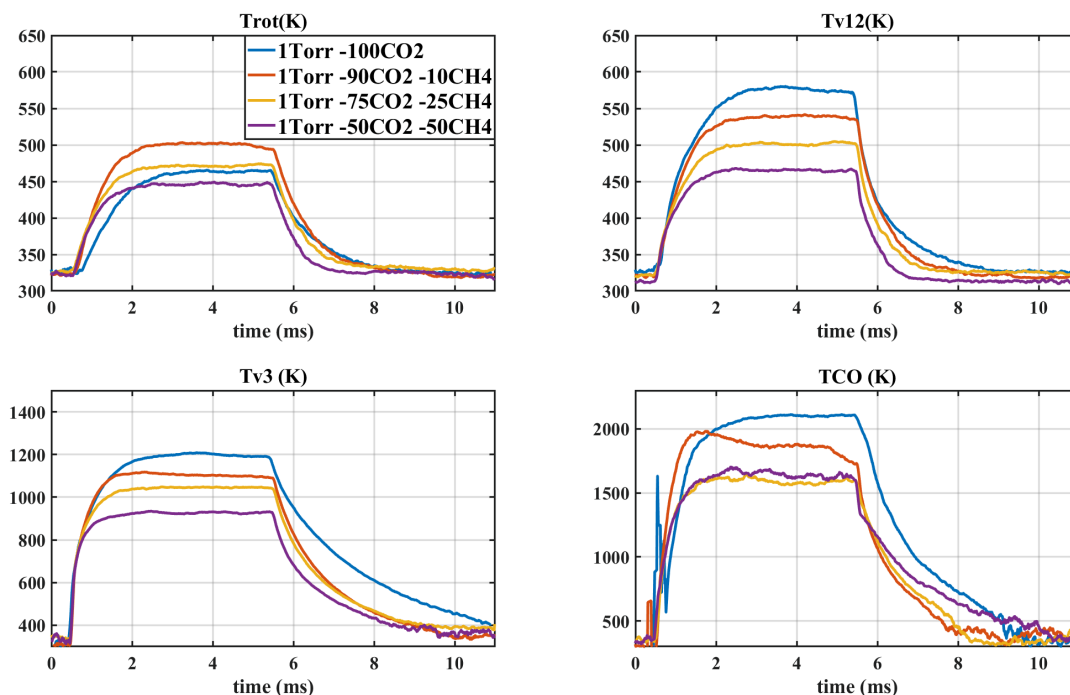 Trot(K)
650
600
550
500
450
400
350
300
0 2 4 6 8 10
time (ms)
1Torr -100CO2
1Torr -90CO2 -10CH4
1Torr -75CO2 -25CH4
1Torr -50CO2 -50CH4
Tv12(K)
650
600
550
500
450
400
350
300
0 2 4 6 8 10
time (ms)
Tv3 (K)
1400
1200
1000
800
600
400
0 2 4 6 8 10
time (ms)
TCO (K)
2000
1500
1000
500
0 2 4 6 8 10
time (ms)